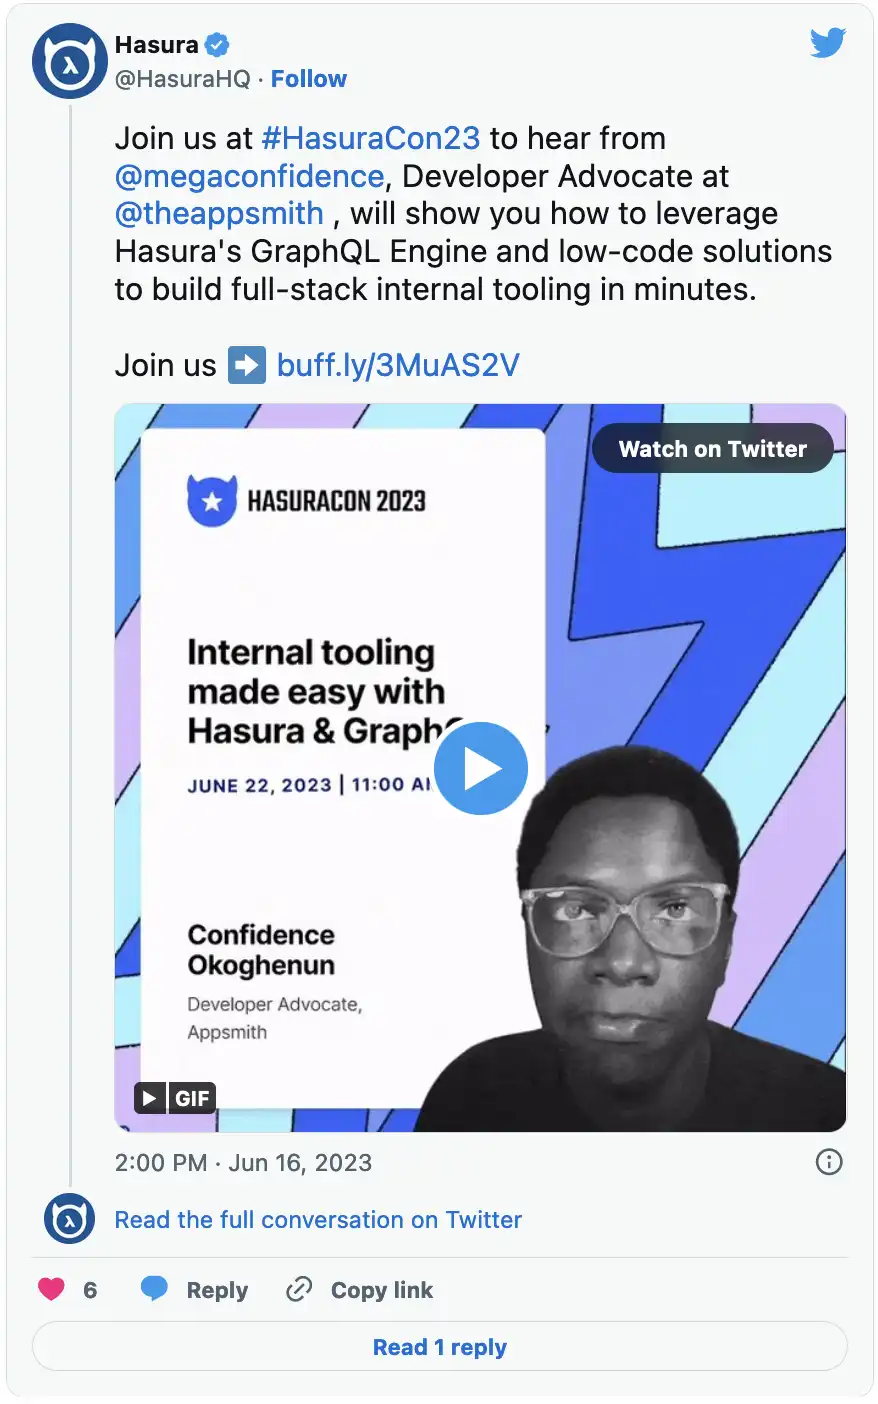 Hasura
@HasuraHQ · Follow
Join us at #HasuraCon23 to hear from
@megaconfidence, Developer Advocate at
@theappsmith , will show you how to leverage
Hasura's GraphQL Engine and low-code solutions
to build full-stack internal tooling in minutes.
Join us ➡️ buff.ly/3MuAS2V
Watch on Twitter
HASURACON 2023
Internal tooling
made easy with
Hasura & Graph
JUNE 22, 2023 | 11:00 A
Confidence
Okoghenun
Developer Advocate,
Appsmith
GIF
2:00 PM · Jun 16, 2023
Read the full conversation on Twitter
6 Reply Copy link
Read 1 reply